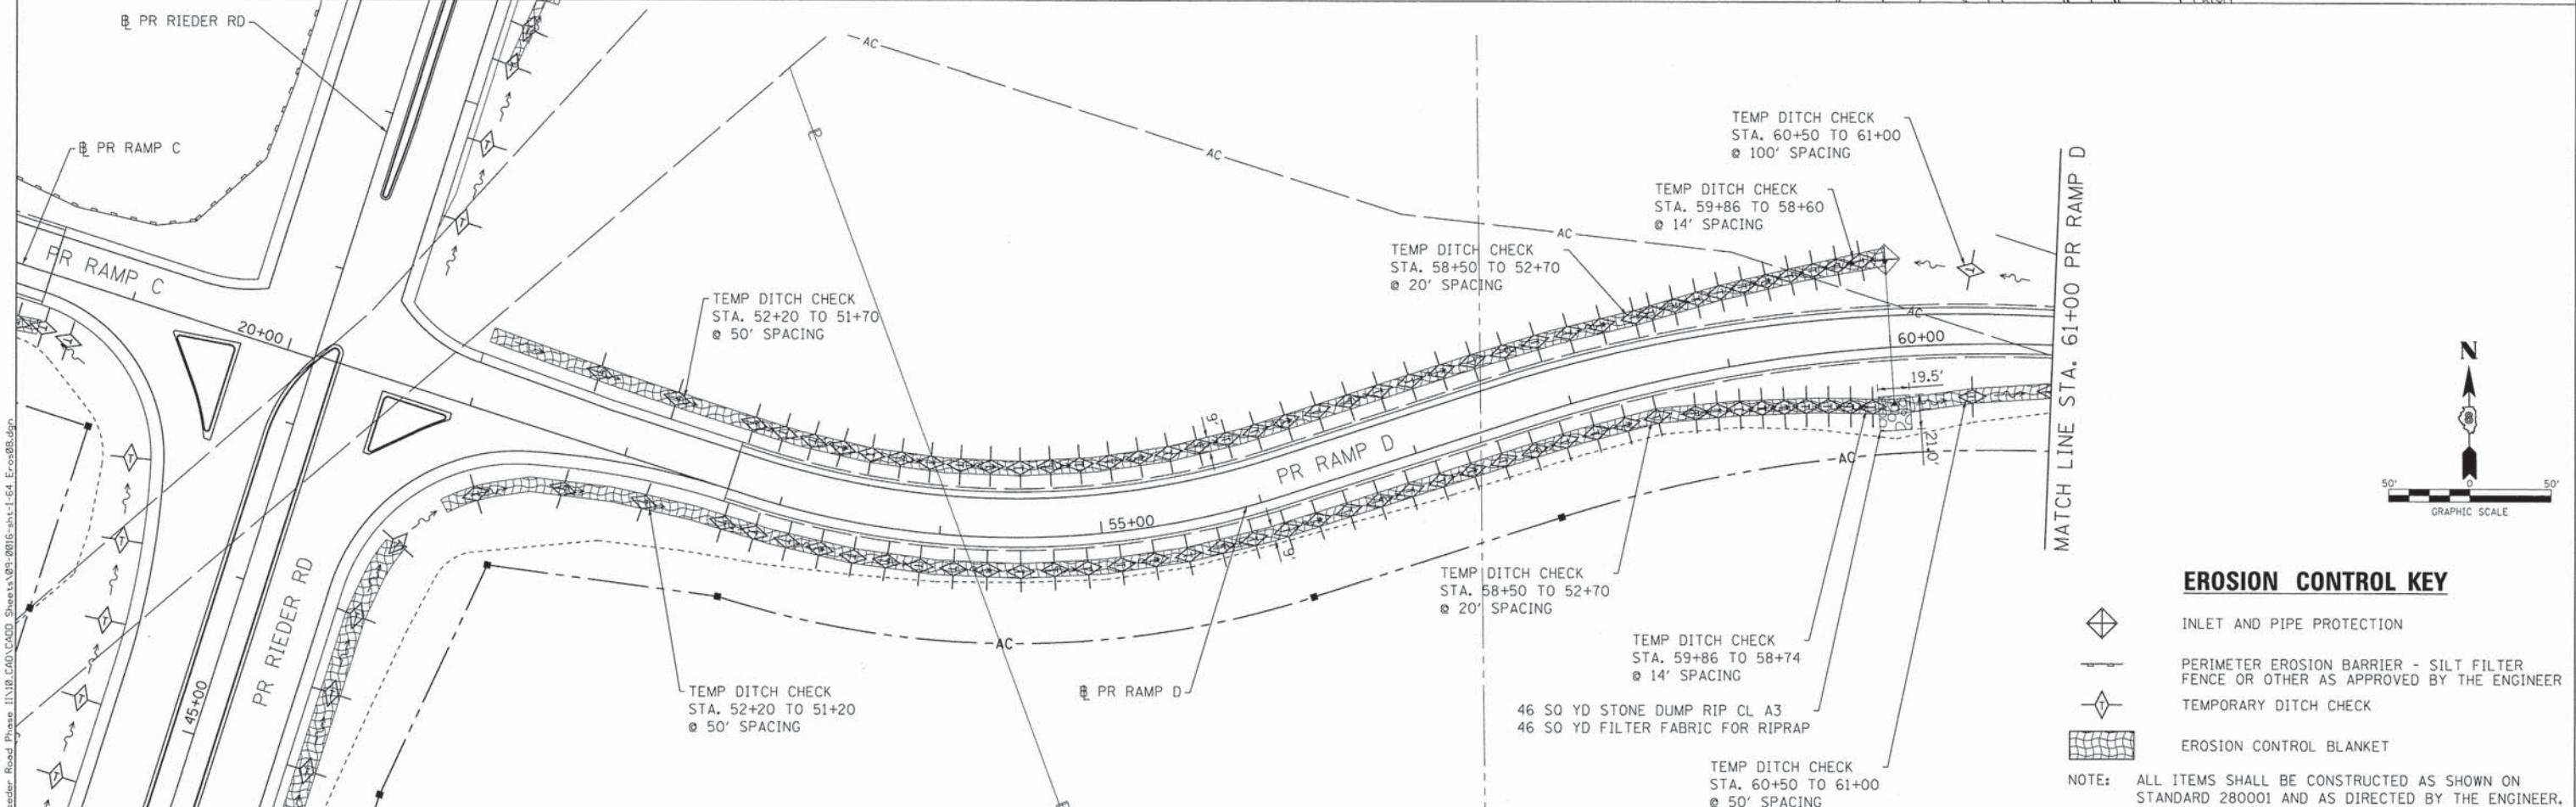 ℄ PR RIEDER RD
℄ PR RAMP C
PR RAMP C
20+00
TEMP DITCH CHECK
STA. 52+20 TO 51+70
@ 50' SPACING
AC
AC
AC
AC
TEMP DITCH CHECK
STA. 60+50 TO 61+00
@ 100' SPACING
TEMP DITCH CHECK
STA. 59+86 TO 58+60
@ 14' SPACING
TEMP DITCH CHECK
STA. 58+50 TO 52+70
@ 20' SPACING
MATCH LINE STA. 61+00 PR RAMP D
60+00
19.5'
21.0'
9'
9'
PR RAMP D
55+00
AC
AC
PR RIEDER RD
45+00
TEMP DITCH CHECK
STA. 52+20 TO 51+20
@ 50' SPACING
℄ PR RAMP D
TEMP DITCH CHECK
STA. 58+50 TO 52+70
@ 20' SPACING
TEMP DITCH CHECK
STA. 59+86 TO 58+74
@ 14' SPACING
46 SQ YD STONE DUMP RIP CL A3
46 SQ YD FILTER FABRIC FOR RIPRAP
TEMP DITCH CHECK
STA. 60+50 TO 61+00
@ 50' SPACING
N
50' 0 50'
GRAPHIC SCALE
EROSION CONTROL KEY
INLET AND PIPE PROTECTION
PERIMETER EROSION BARRIER - SILT FILTER
FENCE OR OTHER AS APPROVED BY THE ENGINEER
T TEMPORARY DITCH CHECK
EROSION CONTROL BLANKET
NOTE: ALL ITEMS SHALL BE CONSTRUCTED AS SHOWN ON
STANDARD 280001 AND AS DIRECTED BY THE ENGINEER.